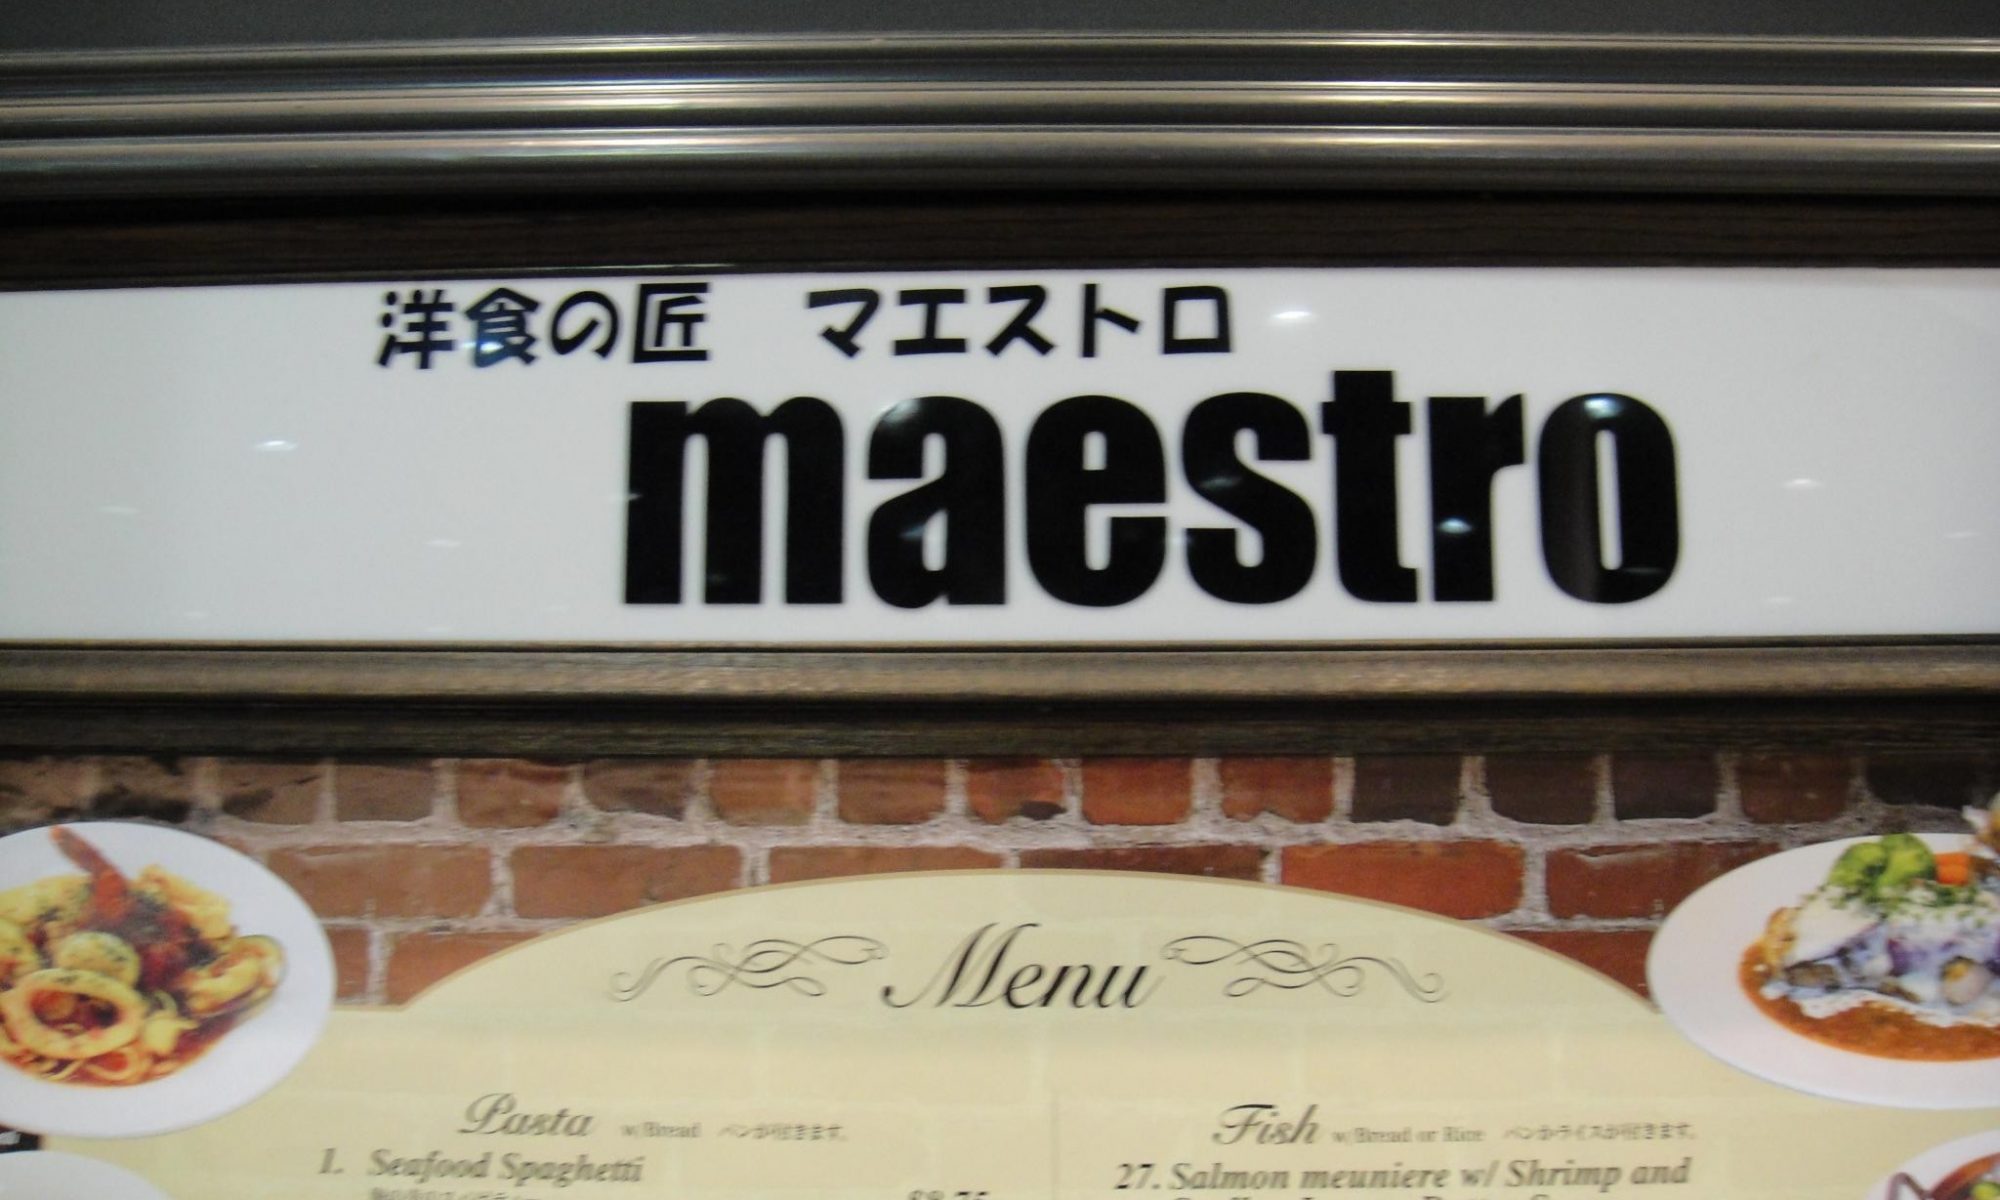 洋食の匠 マエストロ
maestro
Menu
Pasta w/Bread パンが付きます。
1. Seafood Spaghetti
Fish w/Bread or Rice パンかライスが付きます。
27. Salmon meuniere w/ Shrimp and